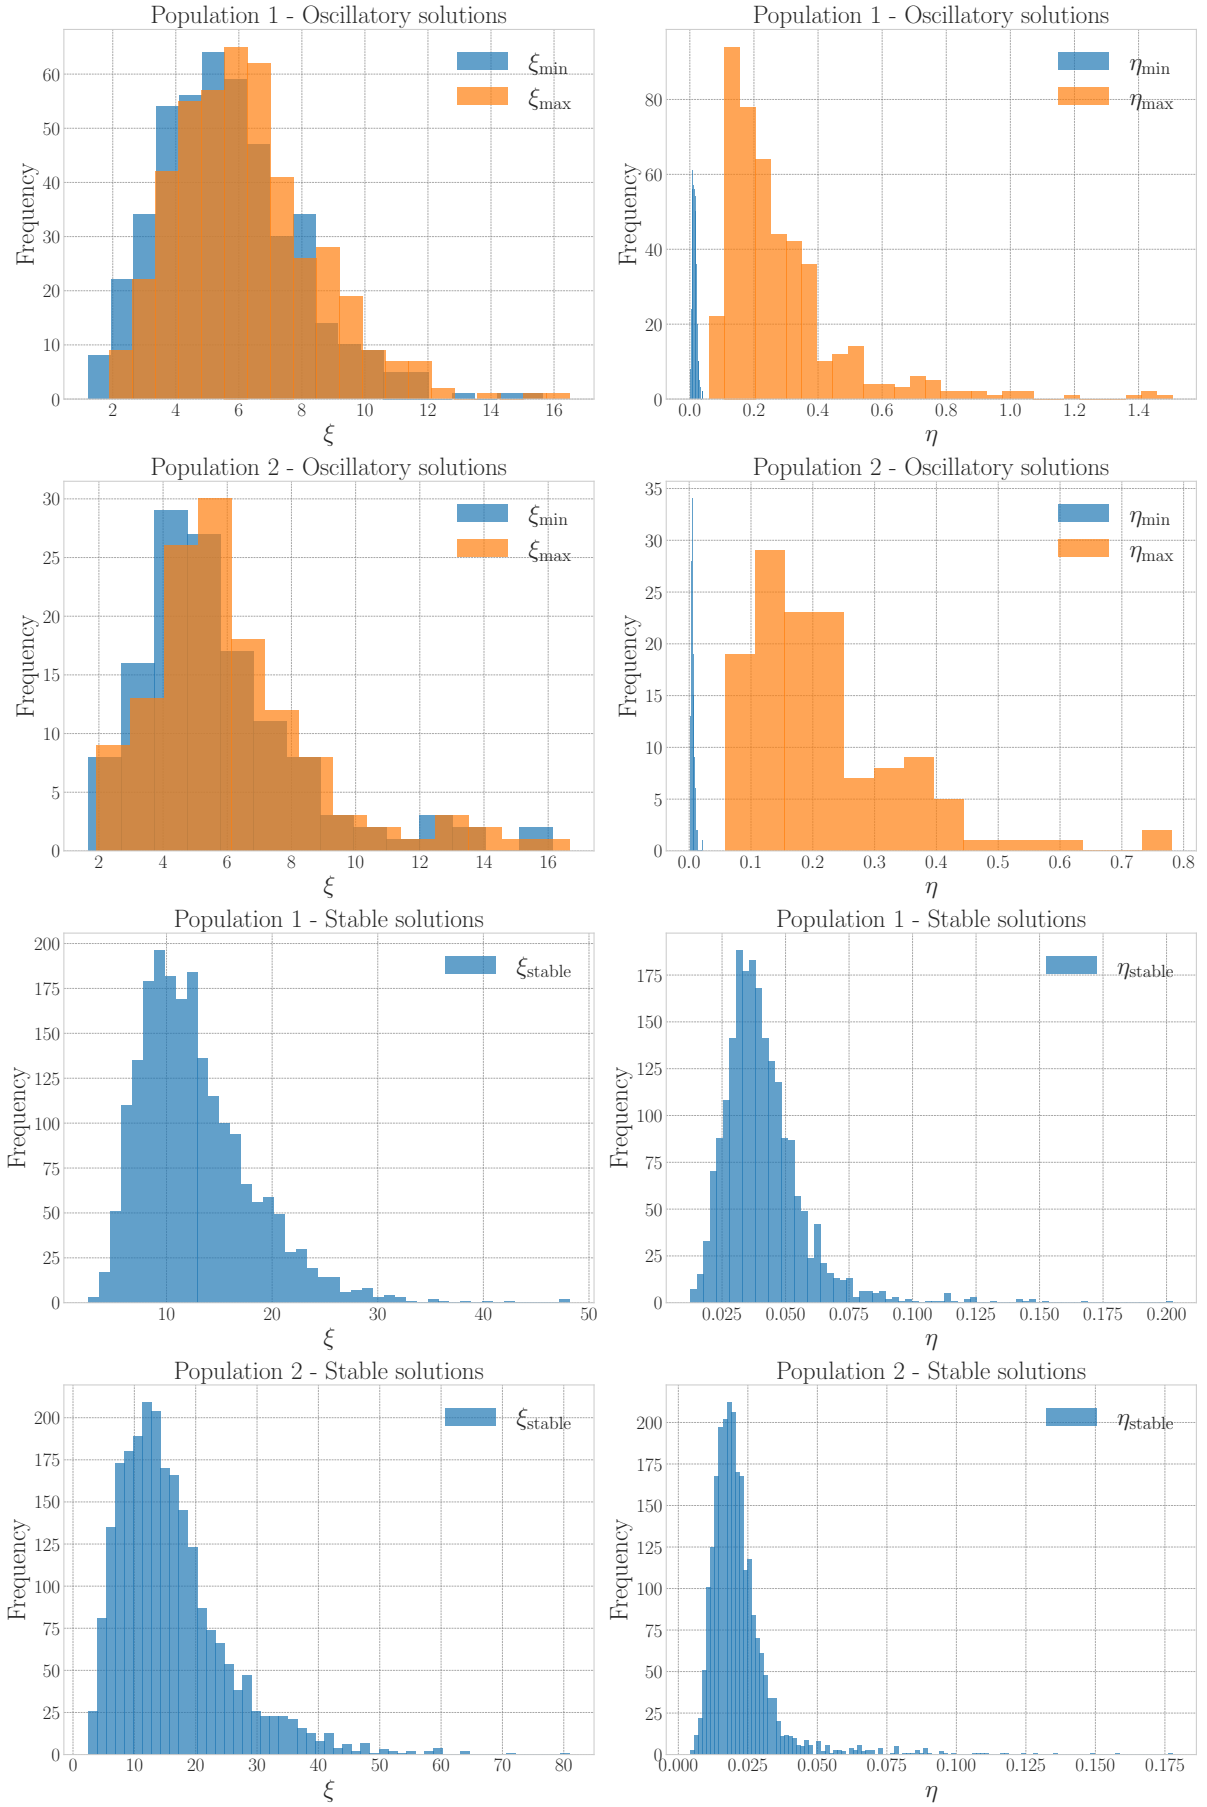 Population 1 - Oscillatory solutions
Frequency
60
50
40
30
20
10
0
2 4 6 8 10 12 14 16
ξ
ξmin
ξmax
Population 1 - Oscillatory solutions
Frequency
80
60
40
20
0
0.0 0.2 0.4 0.6 0.8 1.0 1.2 1.4
η
ηmin
ηmax
Population 2 - Oscillatory solutions
Frequency
30
25
20
15
10
5
0
2 4 6 8 10 12 14 16
ξ
ξmin
ξmax
Population 2 - Oscillatory solutions
Frequency
35
30
25
20
15
10
5
0
0.0 0.1 0.2 0.3 0.4 0.5 0.6 0.7 0.8
η
ηmin
ηmax
Population 1 - Stable solutions
Frequency
200
175
150
125
100
75
50
25
0
10 20 30 40 50
ξ
ξstable
Population 1 - Stable solutions
Frequency
175
150
125
100
75
50
25
0
0.025 0.050 0.075 0.100 0.125 0.150 0.175 0.200
η
ηstable
Population 2 - Stable solutions
Frequency
200
175
150
125
100
75
50
25
0
0 10 20 30 40 50 60 70 80
ξ
ξstable
Population 2 - Stable solutions
Frequency
200
175
150
125
100
75
50
25
0
0.000 0.025 0.050 0.075 0.100 0.125 0.150 0.175
η
ηstable